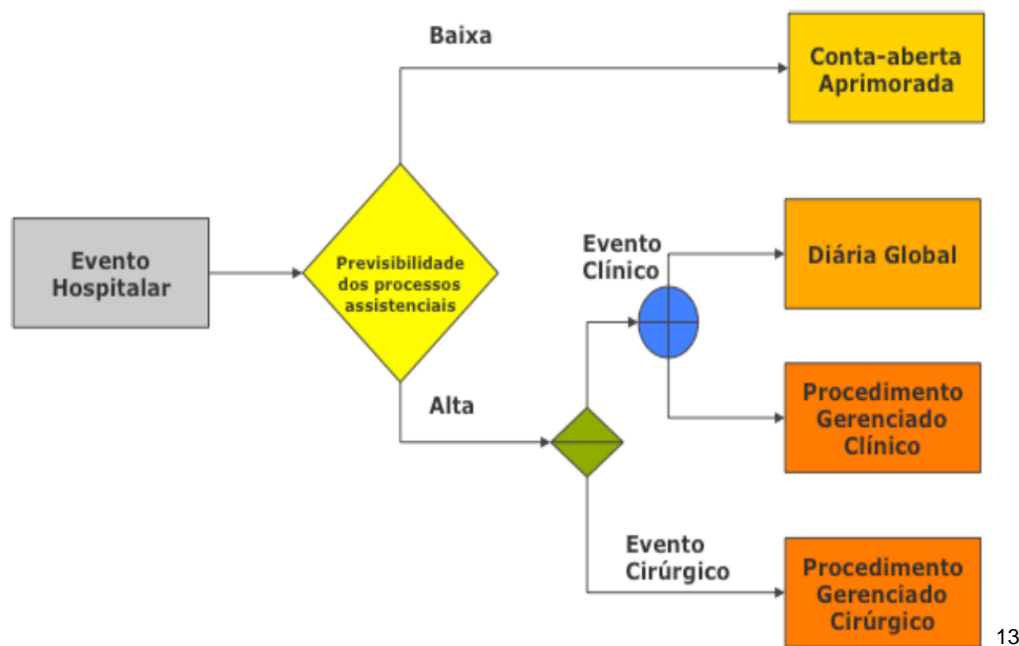 Baixa
Conta-aberta
Aprimorada
Evento
Hospitalar
Previsibilidade
dos processos
assistenciais
Evento
Clínico
Diária Global
Alta
Procedimento
Gerenciado
Clínico
Evento
Cirúrgico
Procedimento
Gerenciado
Cirúrgico
13